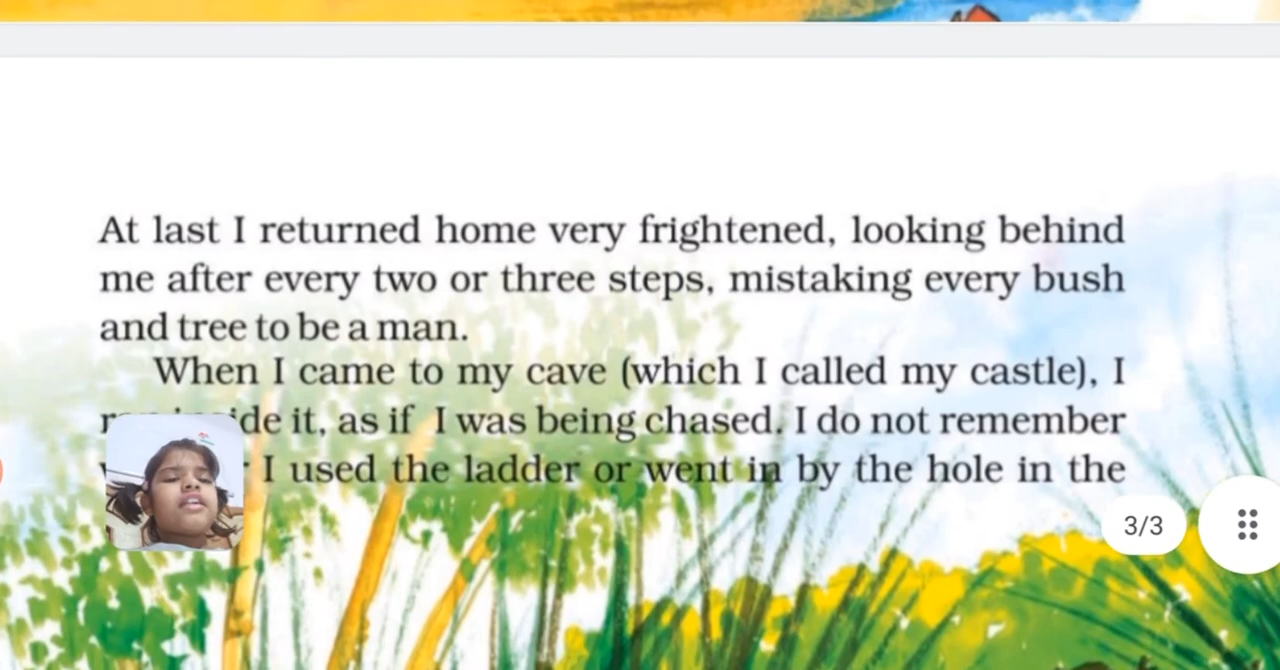 At last I returned home very frightened, looking behind
me after every two or three steps, mistaking every bush
and tree to be a man.
When I came to my cave (which I called my castle), I
it, as if I was being chased. I do not remember
I used the ladder or went in by the hole in the
3/3